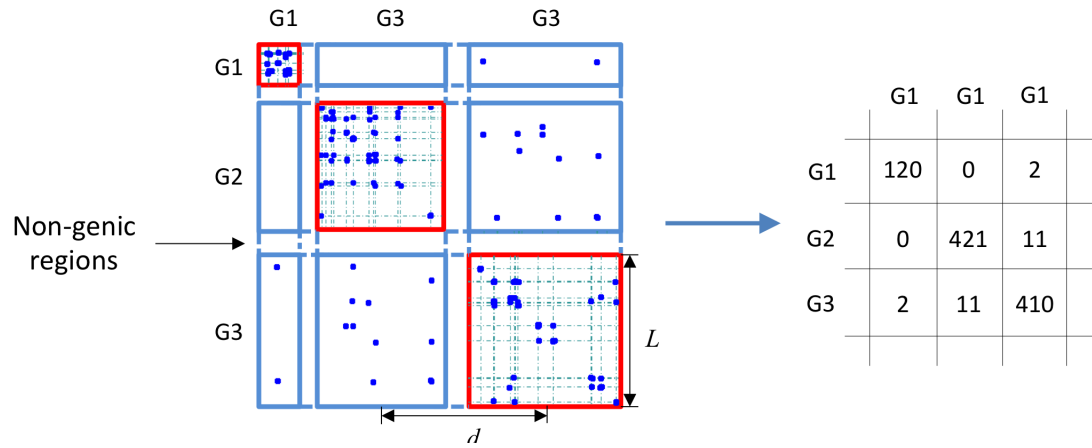 G1 G3 G3
G1
G2
G3
Non-genic
regions
L
d
G1 G1 G1
G1 120 0 2
G2 0 421 11
G3 2 11 410